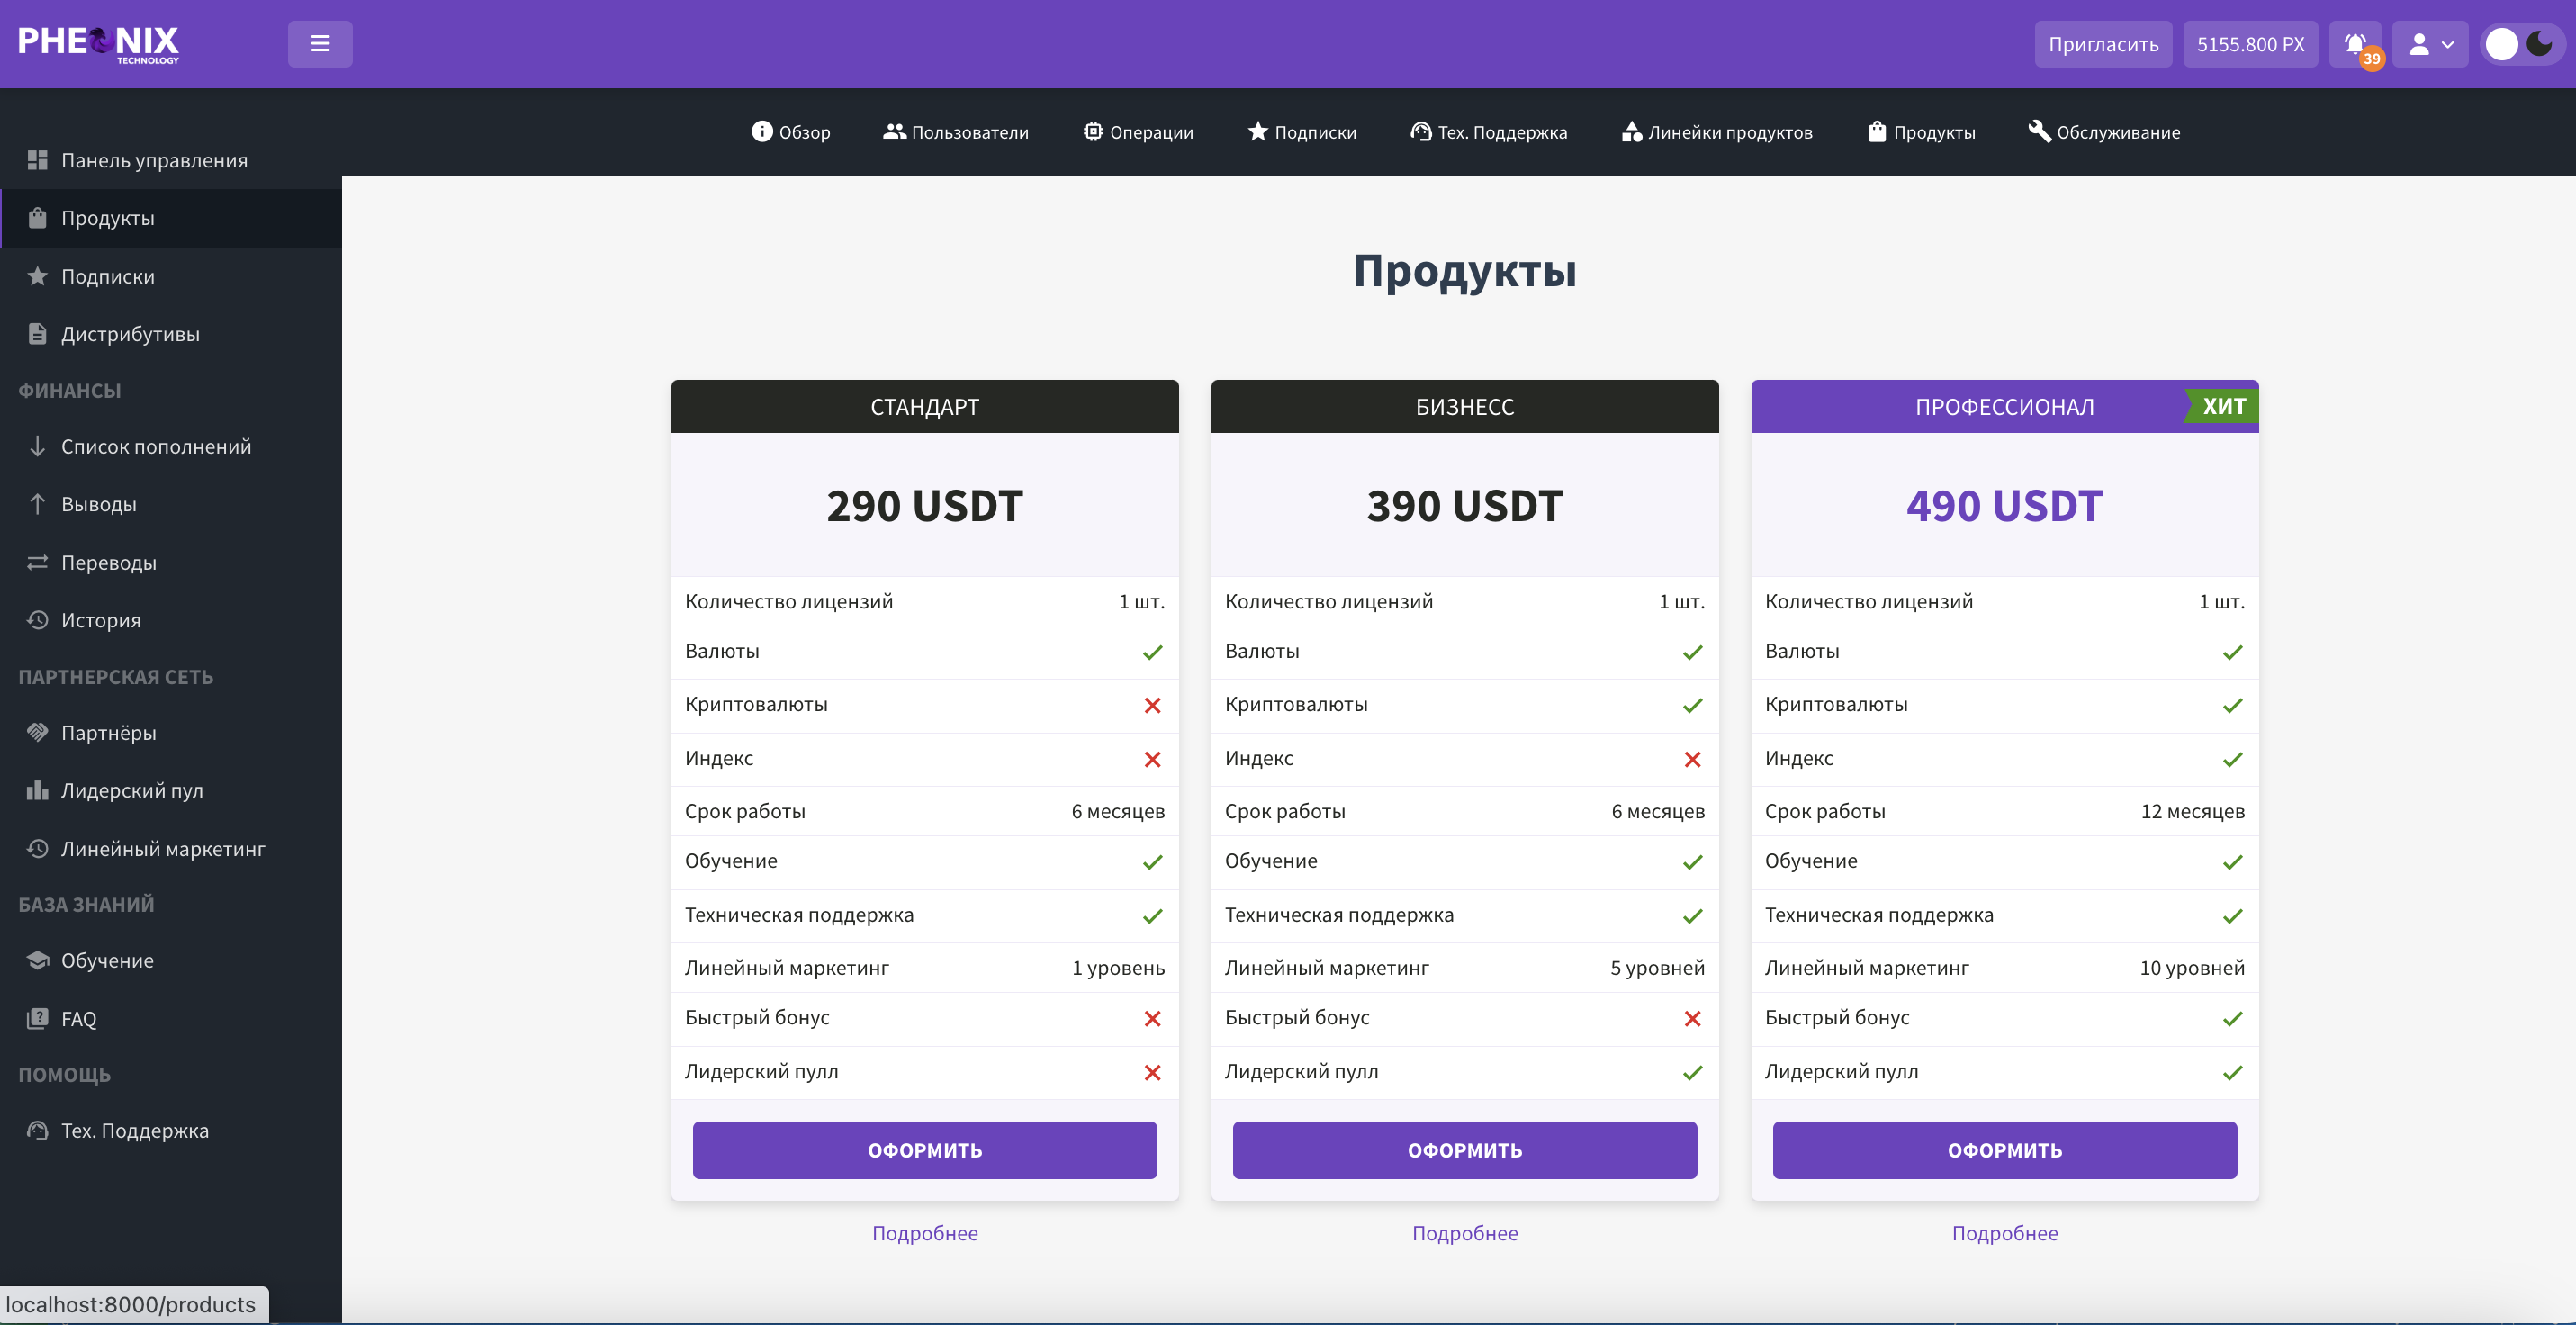 PHEONIX
TECHNOLOGY
Пригласить
5155.800 PX
39
Обзор
Пользователи
Операции
Подписки
Тех. Поддержка
Линейки продуктов
Продукты
Обслуживание
Панель управления
Продукты
Подписки
Дистрибутивы
ФИНАНСЫ
Список пополнений
Выводы
Переводы
История
ПАРТНЕРСКАЯ СЕТЬ
Партнёры
Лидерский пул
Линейный маркетинг
БАЗА ЗНАНИЙ
Обучение
FAQ
ПОМОЩЬ
Тех. Поддержка
Продукты
СТАНДАРТ
290 USDT
Количество лицензий 1 шт.
Валюты
Криптовалюты
Индекс
Срок работы 6 месяцев
Обучение
Техническая поддержка
Линейный маркетинг 1 уровень
Быстрый бонус
Лидерский пулл
ОФОРМИТЬ
Подробнее
БИЗНЕСС
390 USDT
Количество лицензий 1 шт.
Валюты
Криптовалюты
Индекс
Срок работы 6 месяцев
Обучение
Техническая поддержка
Линейный маркетинг 5 уровней
Быстрый бонус
Лидерский пулл
ОФОРМИТЬ
Подробнее
ПРОФЕССИОНАЛ
ХИТ
490 USDT
Количество лицензий 1 шт.
Валюты
Криптовалюты
Индекс
Срок работы 12 месяцев
Обучение
Техническая поддержка
Линейный маркетинг 10 уровней
Быстрый бонус
Лидерский пулл
ОФОРМИТЬ
Подробнее
localhost:8000/products